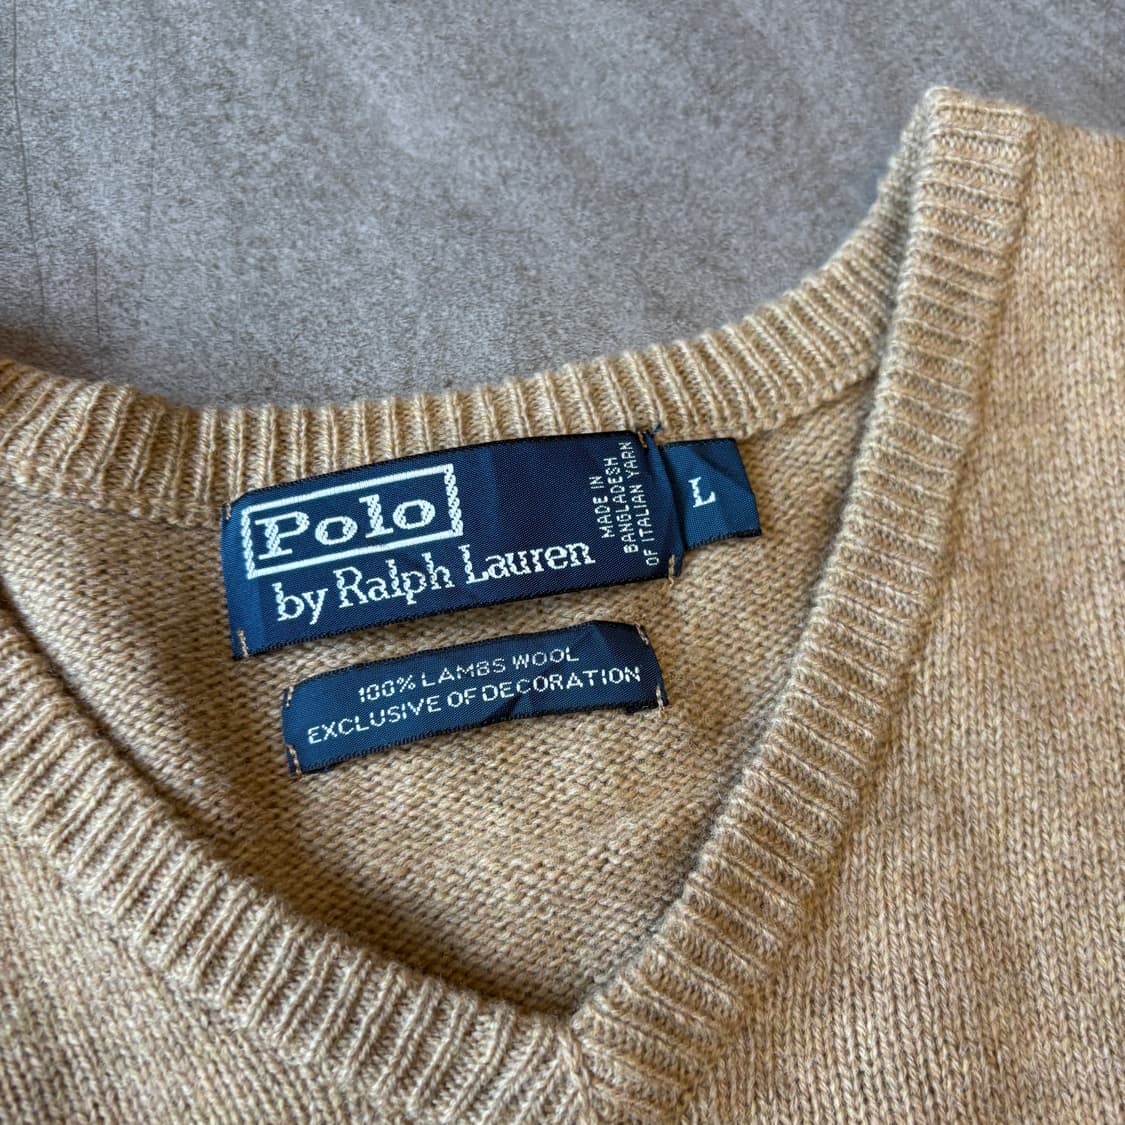 Polo
by Ralph Lauren
MADE IN
BANGLADESH
OF ITALIAN YARN
L
100% LAMBS WOOL
EXCLUSIVE OF DECORATION